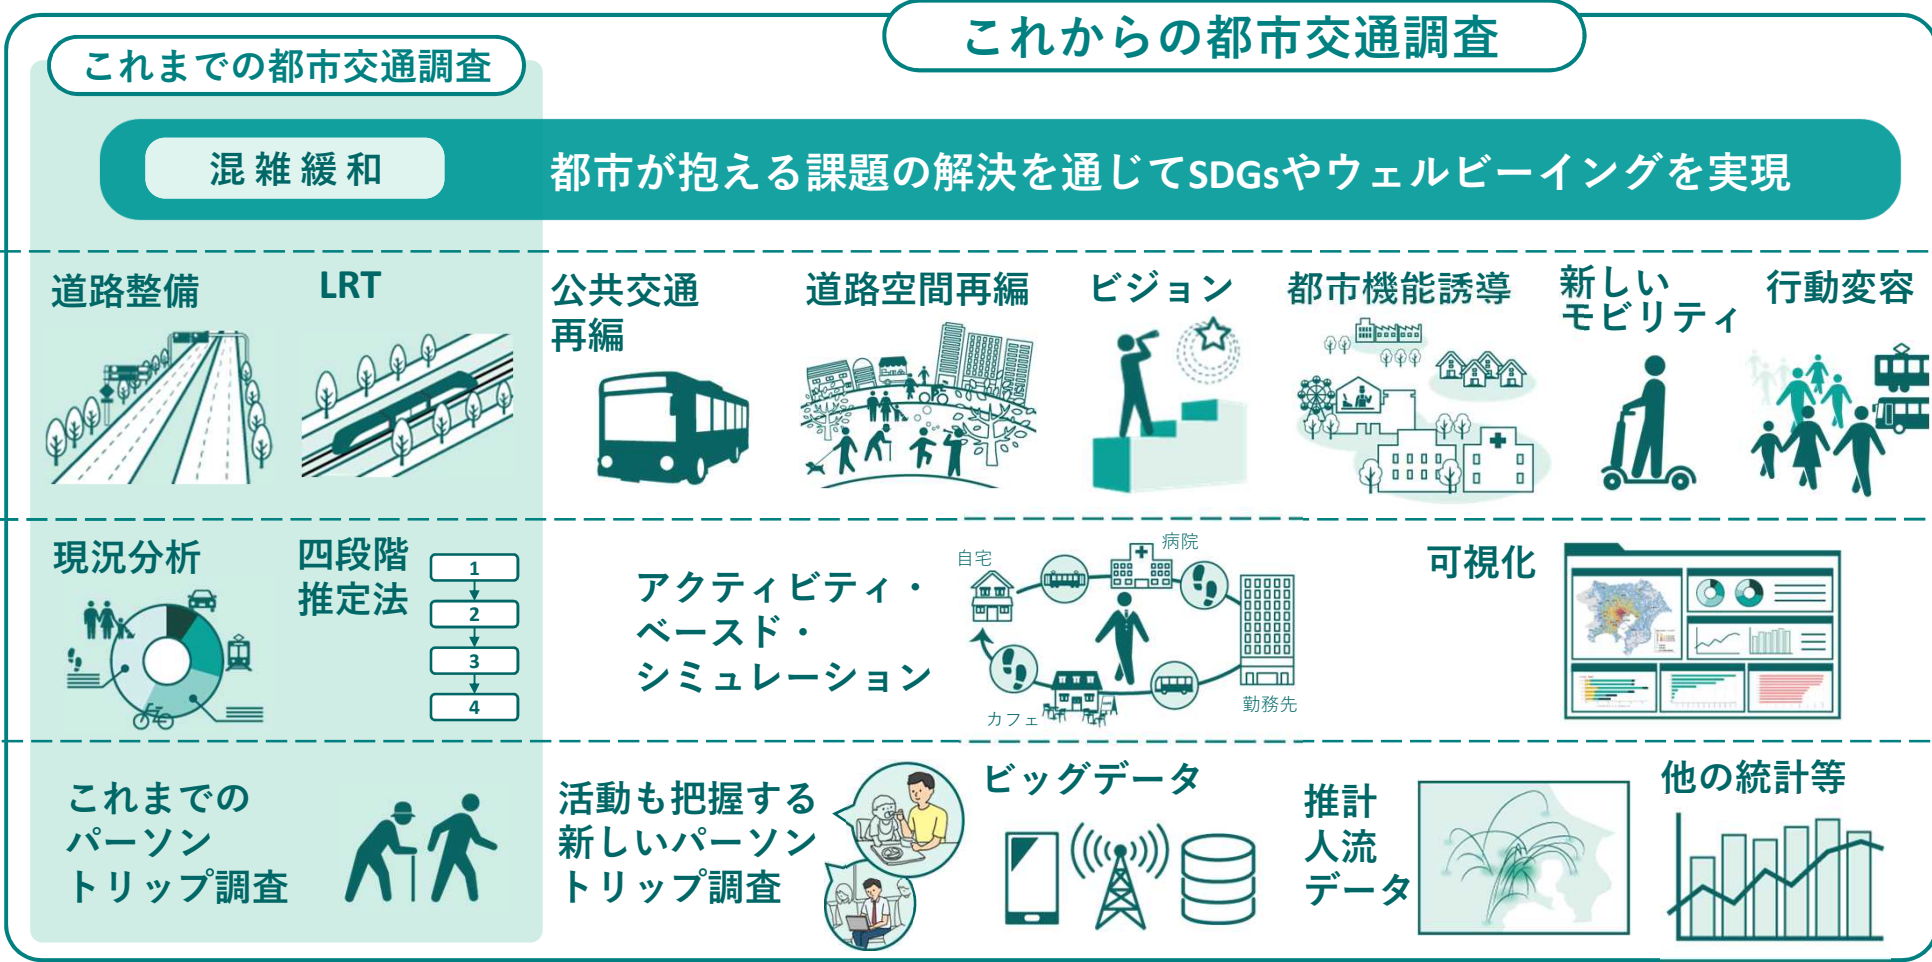 これからの都市交通調査
これまでの都市交通調査
混雑緩和
都市が抱える課題の解決を通じてSDGsやウェルビーイングを実現
道路整備
LRT
公共交通
再編
道路空間再編
ビジョン
都市機能誘導
新しい
モビリティ
行動変容
現況分析
四段階
推定法
1
2
3
4
アクティビティ・
ベースド・
シミュレーション
自宅
病院
カフェ
勤務先
可視化
これまでの
パーソン
トリップ調査
活動も把握する
新しいパーソン
トリップ調査
ビッグデータ
推計
人流
データ
他の統計等